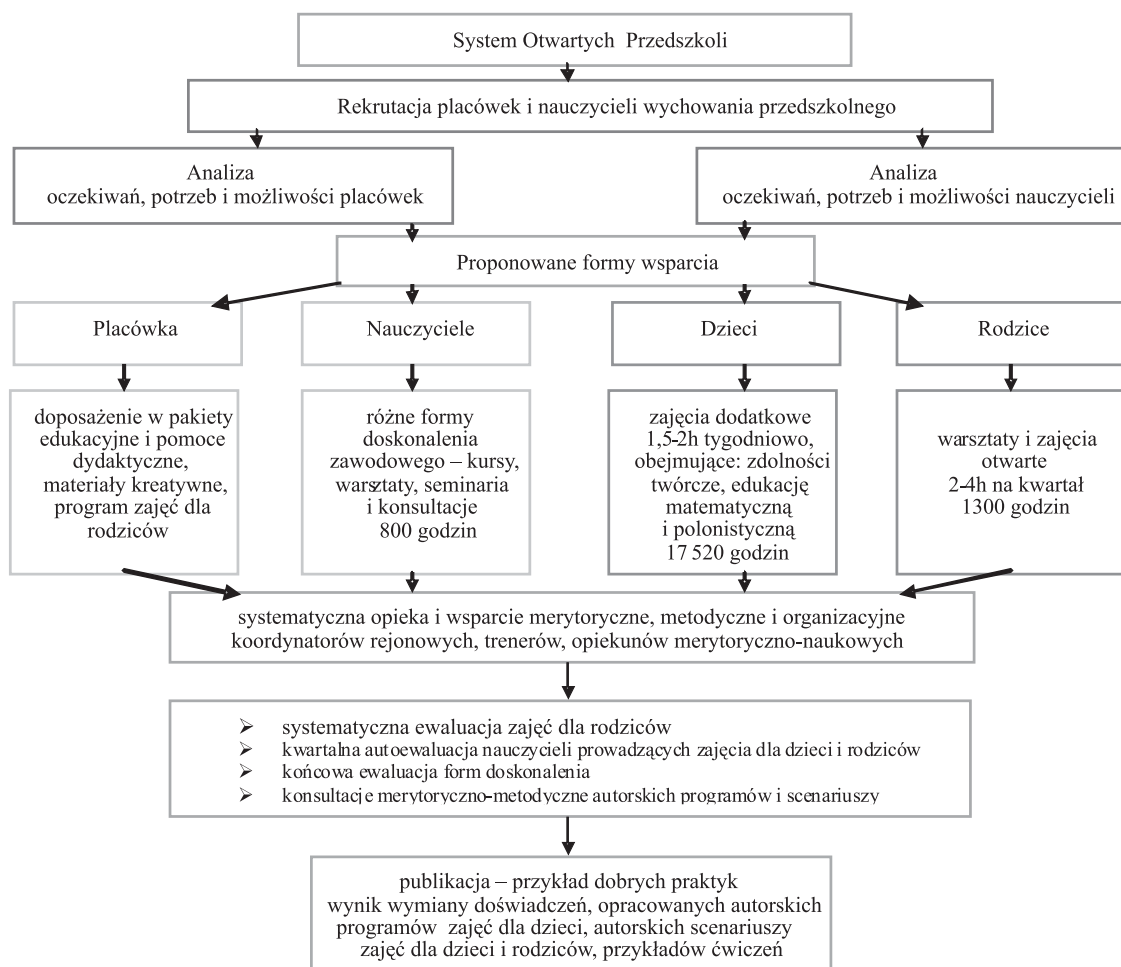 System Otwartych Przedszkoli
Rekrutacja placówek i nauczycieli wychowania przedszkolnego
Analiza
oczekiwań, potrzeb i możliwości placówek
Analiza
oczekiwań, potrzeb i możliwości nauczycieli
Proponowane formy wsparcia
Placówka
Nauczyciele
Dzieci
Rodzice
doposażenie w pakiety
edukacyjne i pomoce
dydaktyczne,
materiały kreatywne,
program zajęć dla
rodziców
różne formy
doskonalenia
zawodowego – kursy,
warsztaty, seminaria
i konsultacje
800 godzin
zajęcia dodatkowe
1,5-2h tygodniowo,
obejmujące: zdolności
twórcze, edukację
matematyczną
i polonistyczną
17 520 godzin
warsztaty i zajęcia
otwarte
2-4h na kwartał
1300 godzin
systematyczna opieka i wsparcie merytoryczne, metodyczne i organizacyjne
koordynatorów rejonowych, trenerów, opiekunów merytoryczno-naukowych
➢ systematyczna ewaluacja zajęć dla rodziców
➢ kwartalna autoewaluacja nauczycieli prowadzących zajęcia dla dzieci i rodziców
➢ końcowa ewaluacja form doskonalenia
➢ konsultacje merytoryczno-metodyczne autorskich programów i scenariuszy
publikacja – przykład dobrych praktyk
wynik wymiany doświadczeń, opracowanych autorskich
programów zajęć dla dzieci, autorskich scenariuszy
zajęć dla dzieci i rodziców, przykładów ćwiczeń